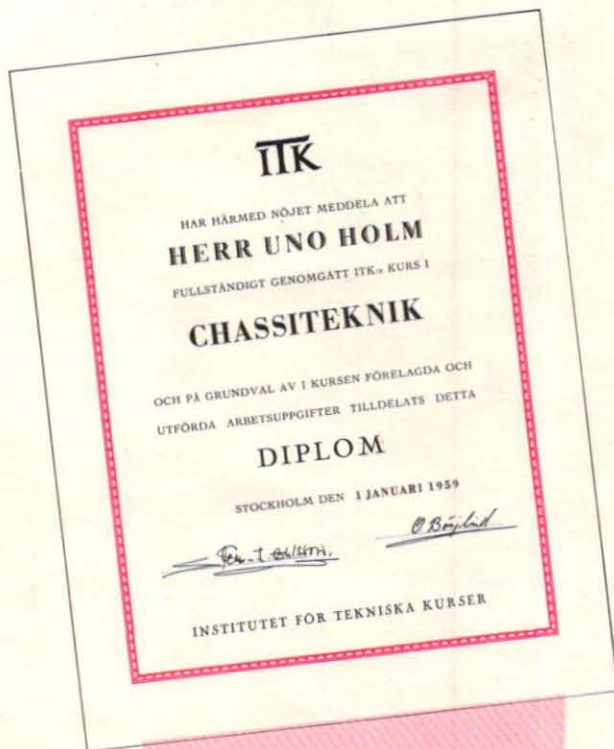 ITK
HAR HÄRMED NÖJET MEDDELA ATT
HERR UNO HOLM
FULLSTÄNDIGT GENOMGÅTT ITK:s KURS I
CHASSITEKNIK
OCH PÅ GRUNDVAL AV I KURSEN FÖRELAGDA OCH
UTFÖRDA ARBETSUPPGIFTER TILLDELATS DETTA
DIPLOM
STOCKHOLM DEN 1 JANUARI 1959
INSTITUTET FÖR TEKNISKA KURSER